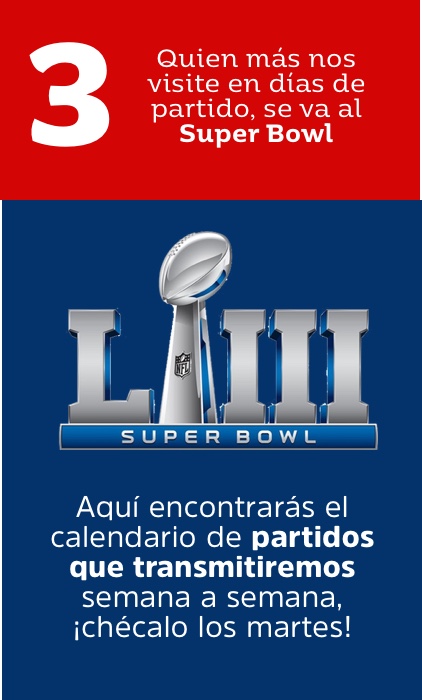 3
Quien más nos
visite en días de
partido, se va al
Super Bowl
LIII
NFL
SUPER BOWL
Aquí encontrarás el
calendario de partidos
que transmitiremos
semana a semana,
¡chécalo los martes!